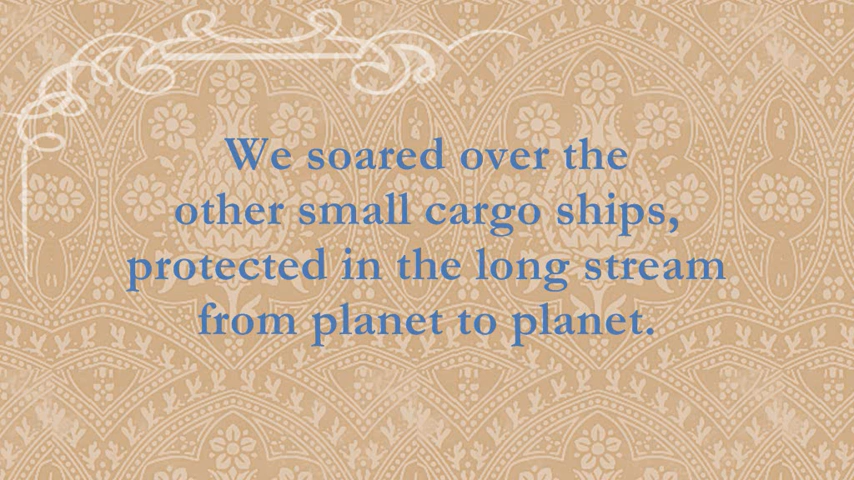 We soared over the
other small cargo ships,
protected in the long stream
from planet to planet.